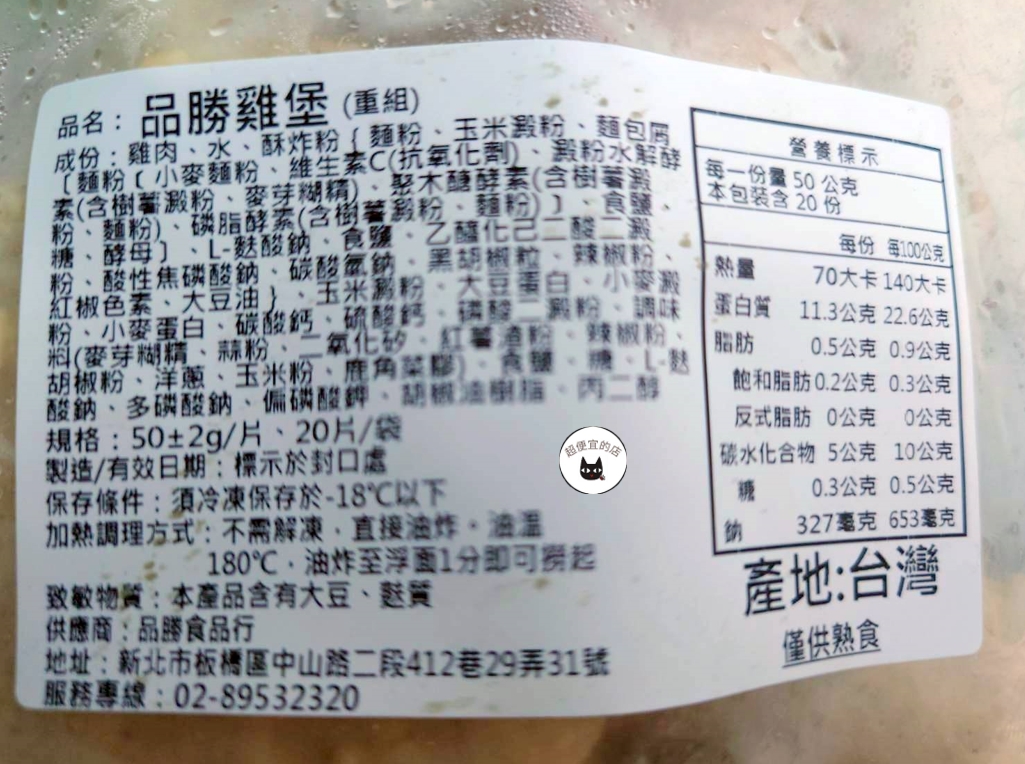 品名：品勝雞堡(重組)
成份：雞肉、水、酥炸粉{麵粉、玉米澱粉、麵包屑
〔麵粉〔小麥麵粉、維生素C(抗氧化劑)、澱粉水解酵
素(含樹薯澱粉、麥芽糊精)、聚木醣酵素(含樹薯澱
粉、麵粉)、磷脂酵素(含樹薯澱粉、麵粉)〕、食鹽、
糖、酵母〕、L-麩酸鈉、食鹽、乙醯化己二酸二澱
粉、酸性焦磷酸鈉、碳酸氫鈉、黑胡椒粒、辣椒粉、
紅椒色素、大豆油}、玉米澱粉、大豆蛋白、小麥澱
粉、小麥蛋白、碳酸鈣、硫酸鈣、磷酸二澱粉、調味
料(麥芽糊精、蒜粉、二氧化矽、紅薯渣粉、辣椒粉、
胡椒粉、洋蔥、玉米粉、鹿角菜膠)、食鹽、糖、L-麩
酸鈉、多磷酸鈉、偏磷酸鉀、胡椒油樹脂、丙二醇
規格：50±2g/片、20片/袋
製造/有效日期：標示於封口處
保存條件：須冷凍保存於-18℃以下
加熱調理方式：不需解凍，直接油炸。油溫
180℃，油炸至浮面1分即可撈起
致敏物質：本產品含有大豆、麩質
供應商：品勝食品行
地址：新北市板橋區中山路二段412巷29弄31號
服務專線：02-89532320
營養標示
每一份量 50 公克
本包裝含 20 份
每份 每100公克
熱量 70大卡 140大卡
蛋白質 11.3公克 22.6公克
脂肪 0.5公克 0.9公克
飽和脂肪 0.2公克 0.3公克
反式脂肪 0公克 0公克
碳水化合物 5公克 10公克
糖 0.3公克 0.5公克
鈉 327毫克 653毫克
產地:台灣
僅供熟食
超便宜的店